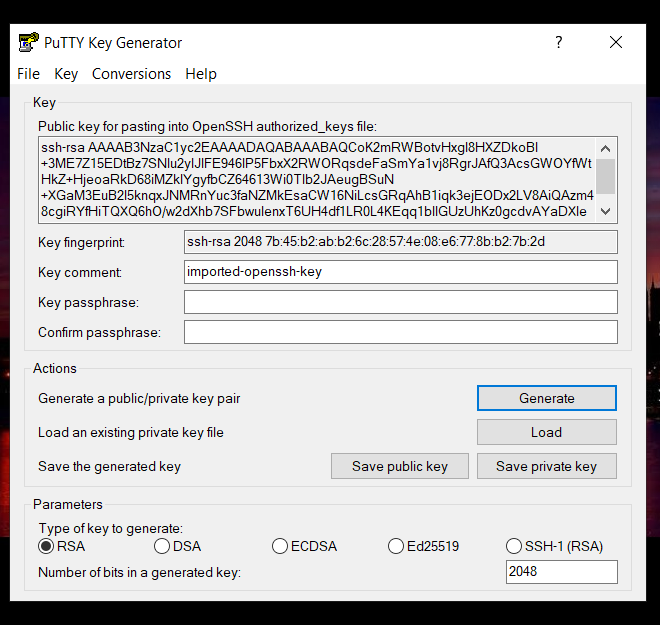 PuTTY Key Generator
?
File Key Conversions Help
Key
Public key for pasting into OpenSSH authorized_keys file:
ssh-rsa AAAAB3NzaC1yc2EAAAADAQABAAABAQCoK2mRWBotvHxgI8HXZDkoBI
+3ME7Z15EDtBz7SNIu2yIJlFE946IP5FbxX2RWORqsdeFaSmYa1vj8RgrJAfQ3AcsGWOYfWt
HkZ+HjeoaRkD68iMZkIYgyfbCZ64613Wi0TIb2JAeugBSuN
+XGaM3EuB2l5knqxJNMRnYuc3faNZMkEsaCW16NiLcsGRqAhB1iqk3ejEODx2LV8AiQAzm4
8cgiRYfHiTQXQ6hO/w2dXhb7SFbwulenxT6UH4df1LR0L4KEqq1bIlGUzUhKz0gcdvAYaDXIe
Key fingerprint:
ssh-rsa 2048 7b:45:b2:ab:b2:6c:28:57:4e:08:e6:77:8b:b2:7b:2d
Key comment:
imported-openssh-key
Key passphrase:
Confirm passphrase:
Actions
Generate a public/private key pair
Generate
Load an existing private key file
Load
Save the generated key
Save public key
Save private key
Parameters
Type of key to generate:
RSA DSA ECDSA Ed25519 SSH-1 (RSA)
Number of bits in a generated key:
2048